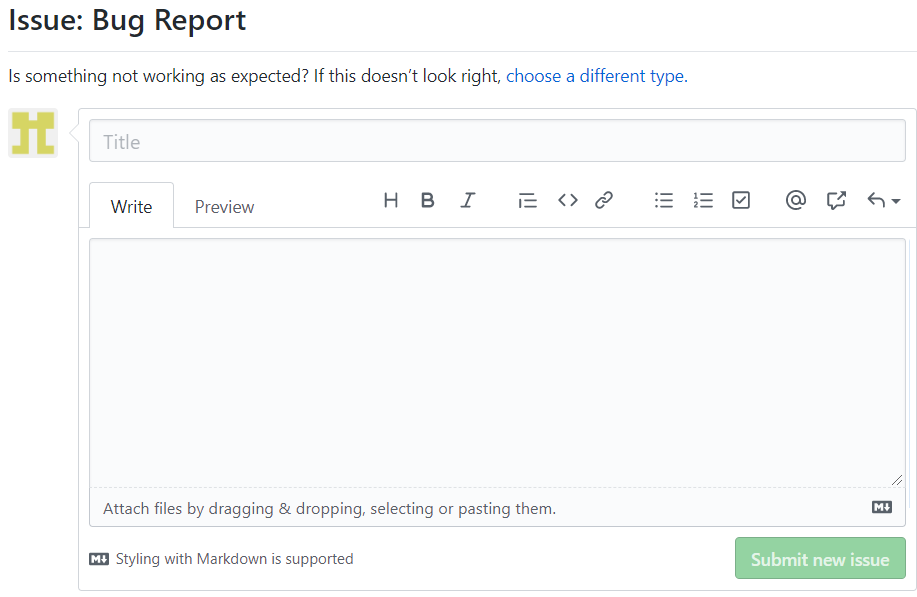 Issue: Bug Report
Is something not working as expected? If this doesn’t look right, choose a different type.
Title
Write Preview H B I
Attach files by dragging & dropping, selecting or pasting them.
Styling with Markdown is supported
Submit new issue